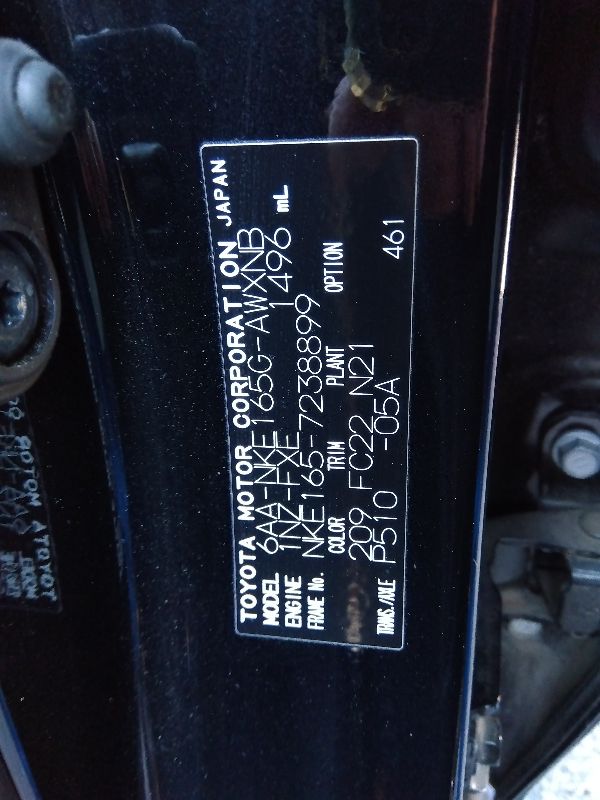 TOYOTA MOTOR CORPORATION JAPAN
MODEL 6AA-NKE165G-AWXNB
ENGINE 1NZ-FXE 1496 mL
FRAME No. NKE165-7238899
COLOR TRIM PLANT OPTION
209 FC22 N21
TRANS./AXLE P510 -05A 461